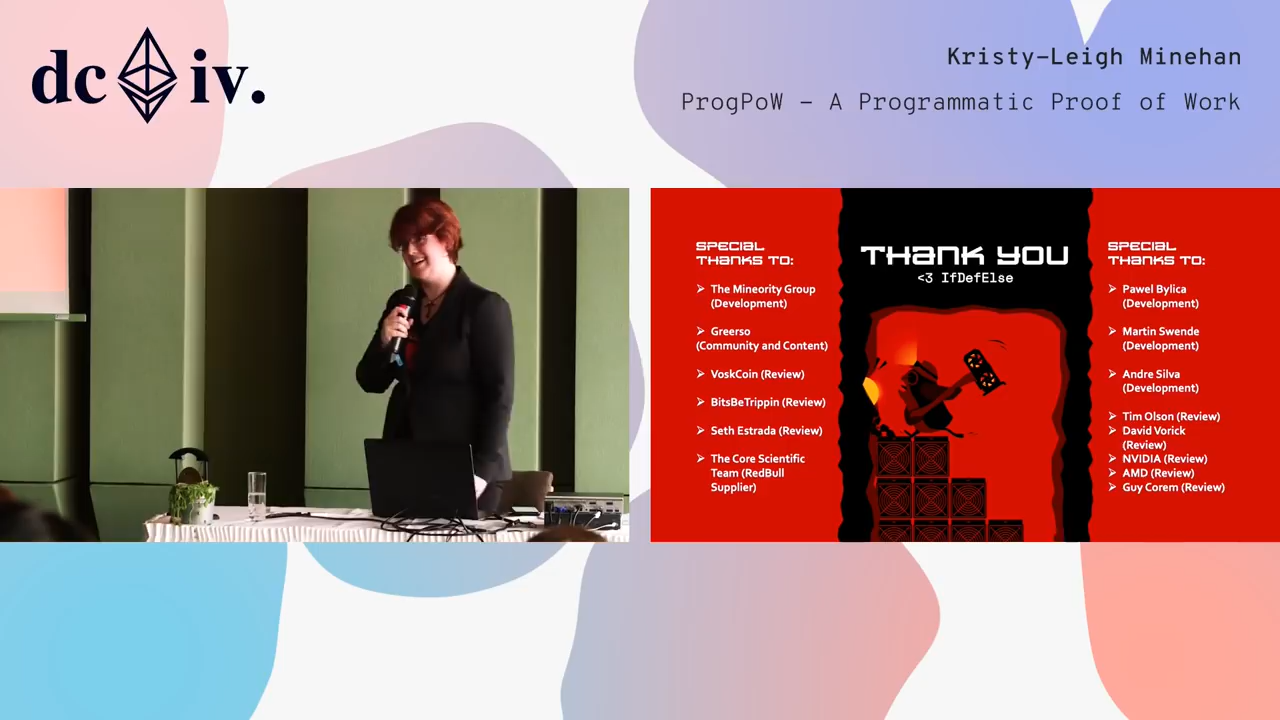 dc iv.
Kristy-Leigh Minehan
ProgPoW - A Programmatic Proof of Work
SPECIAL
THANKS TO:
➢ The Mineority Group
(Development)
➢ Greerso
(Community and Content)
➢ VoskCoin (Review)
➢ BitsBeTrippin (Review)
➢ Seth Estrada (Review)
➢ The Core Scientific
Team (RedBull
Supplier)
THANK YOU
<3 IfDefElse
SPECIAL
THANKS TO:
➢ Pawel Bylica
(Development)
➢ Martin Swende
(Development)
➢ Andre Silva
(Development)
➢ Tim Olson (Review)
➢ David Vorick
(Review)
➢ NVIDIA (Review)
➢ AMD (Review)
➢ Guy Corem (Review)